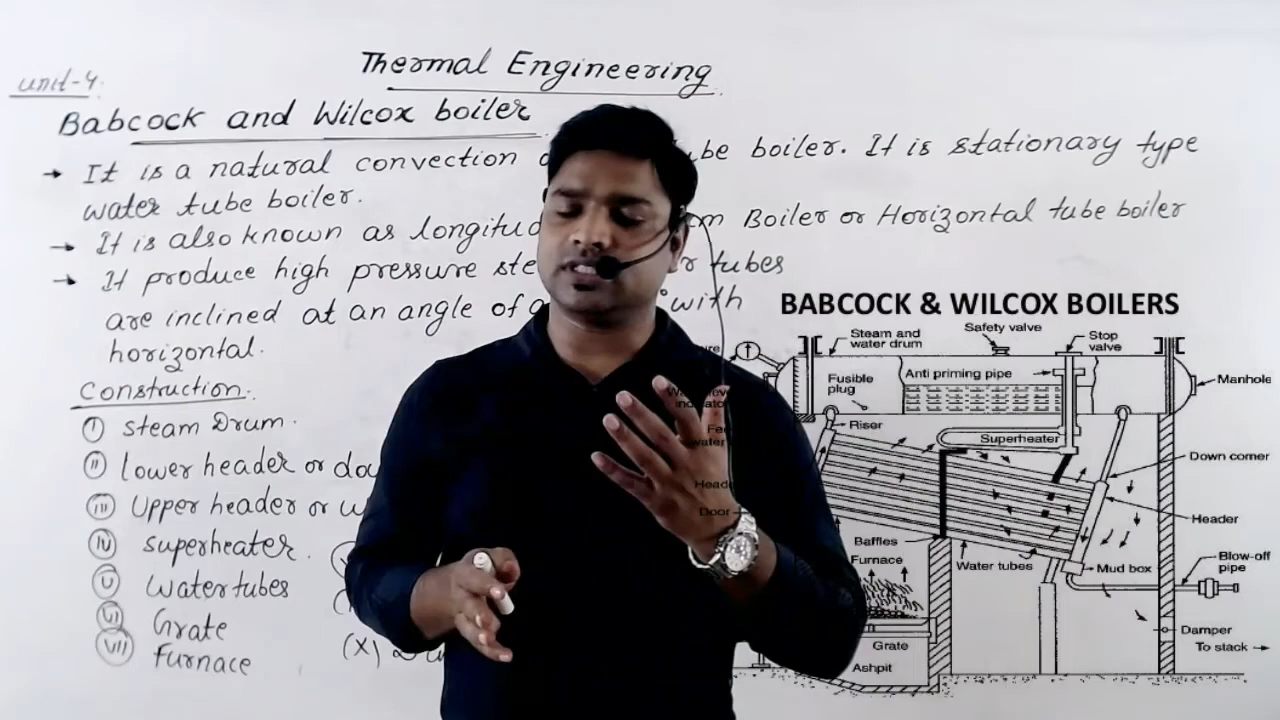 Thermal Engineering
Unit-4.
Babcock and Wilcox boiler
→ It is a natural convection be boiler. It is stationary type
water tube boiler.
→ It is also known as Boiler or Horizontal tube boiler
→ It produce high pressure tubes
are inclined at an angle of with
horizontal.
Construction.
(i) steam Drum.
(ii) lower header or
(iii) Upper header or
(iv) superheater.
(v) Water tubes
(vi) Grate
(vii) Furnace
(x)
BABCOCK & WILCOX BOILERS
Safety valve
Steam and
water drum
Stop
valve
Anti priming pipe
Fusible
plug
Manhole
Riser
Superheater
Down comer
water
Header
Door
Baffles
Furnace
Water tubes
Mud box
Blow-off
pipe
Damper
Grate
To stack →
Ashpit